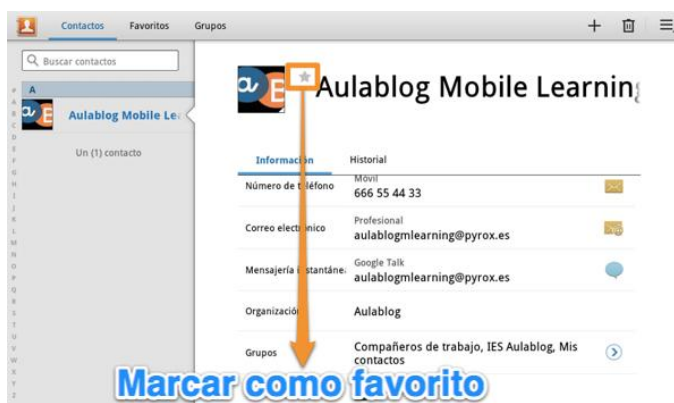 Contactos Favoritos Grupos
Buscar contactos
A
Aulablog Mobile Le
Un (1) contacto
Aulablog Mobile Learnin
Información Historial
Número de teléfono
Móvil
666 55 44 33
Correo electrónico
Profesional
aulablogmlearning@pyrox.es
Mensajería instantáne
Google Talk
aulablogmlearning@pyrox.es
Organización
Aulablog
Grupos
Compañeros de trabajo, IES Aulablog, Mis
contactos
Marcar como favorito